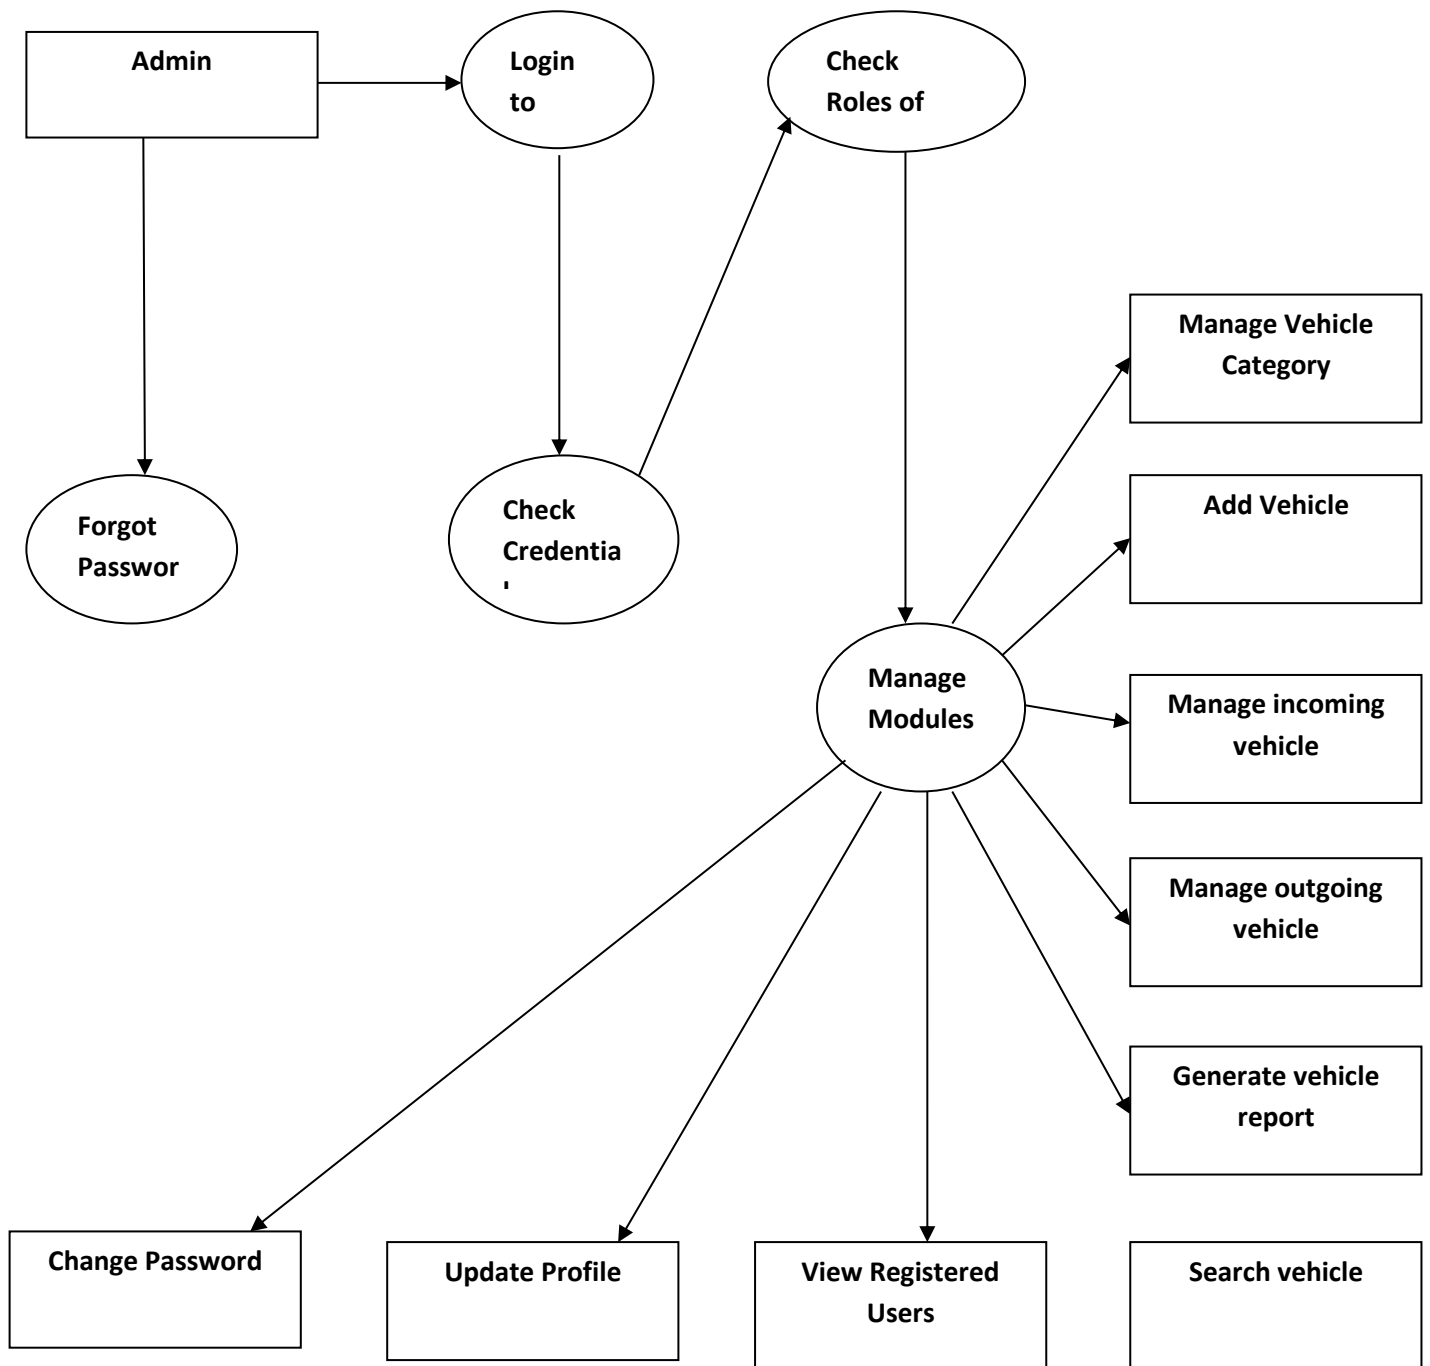 Admin
Login
to
Check
Roles of
Manage Vehicle
Category
Add Vehicle
Forgot
Passwor
Check
Credentia
Manage
Modules
Manage incoming
vehicle
Manage outgoing
vehicle
Generate vehicle
report
Change Password
Update Profile
View Registered
Users
Search vehicle